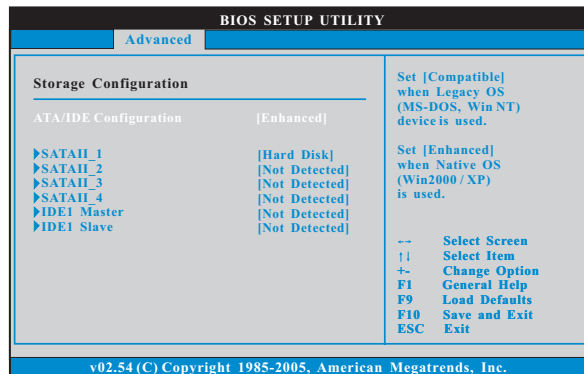 BIOS SETUP UTILITY
Advanced
Storage Configuration
ATA/IDE Configuration [Enhanced]
SATAII_1 [Hard Disk]
SATAII_2 [Not Detected]
SATAII_3 [Not Detected]
SATAII_4 [Not Detected]
IDE1 Master [Not Detected]
IDE1 Slave [Not Detected]
Set [Compatible]
when Legacy OS
(MS-DOS, Win NT)
device is used.
Set [Enhanced]
when Native OS
(Win2000 / XP)
is used.
↔ Select Screen
↑↓ Select Item
+- Change Option
F1 General Help
F9 Load Defaults
F10 Save and Exit
ESC Exit
v02.54 (C) Copyright 1985-2005, American Megatrends, Inc.